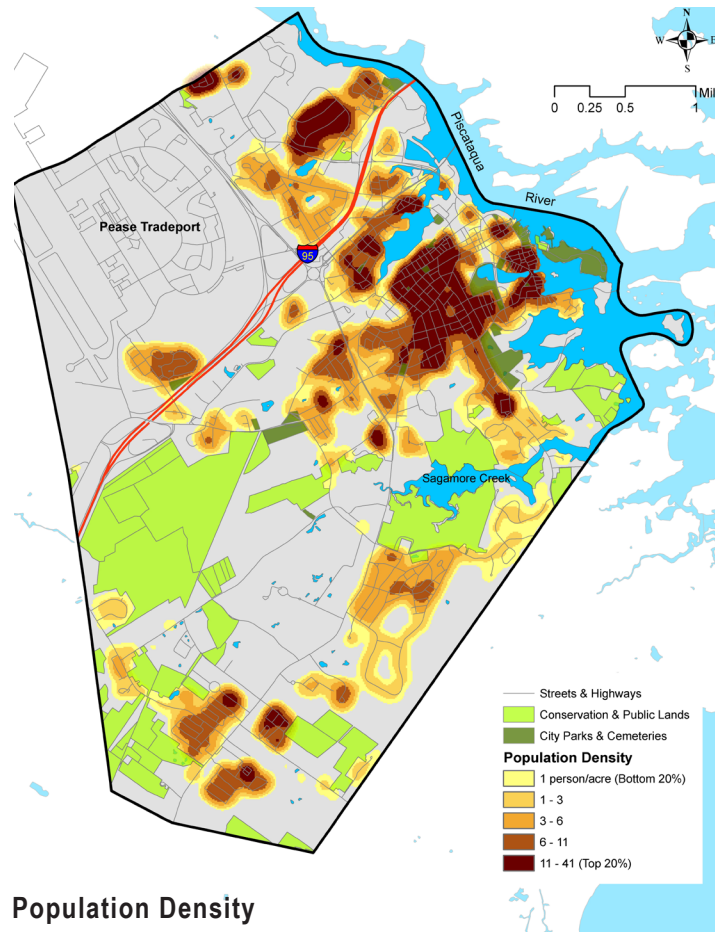 N
W E
S
Mil
0 0.25 0.5 1
Piscataqua
River
Pease Tradeport
95
Sagamore Creek
Streets & Highways
Conservation & Public Lands
City Parks & Cemeteries
Population Density
1 person/acre (Bottom 20%)
1 - 3
3 - 6
6 - 11
11 - 41 (Top 20%)
Population Density